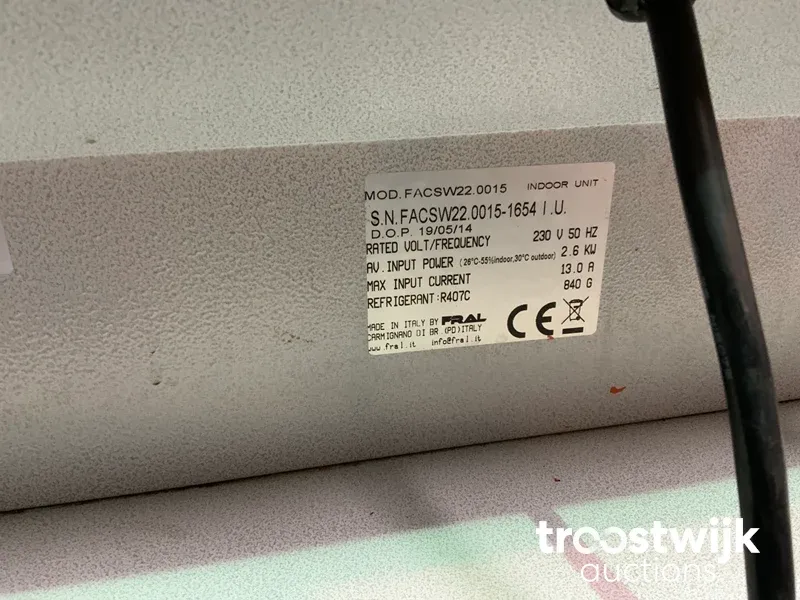 MOD. FACSW22.0015 INDOOR UNIT
S.N. FACSW22.0015-1654 I.U.
D.O.P. 19/05/14
RATED VOLT/FREQUENCY 230 V 50 HZ
AV. INPUT POWER (26°C-55%indoor,30°C outdoor) 2.6 KW
MAX INPUT CURRENT 13.0 A
REFRIGERANT:R407C 840 G
MADE IN ITALY BY FRAL
CARMIGNANO DI BR.(PD)ITALY
www.fral.it info@fral.it
CE
troostwijk
auctions